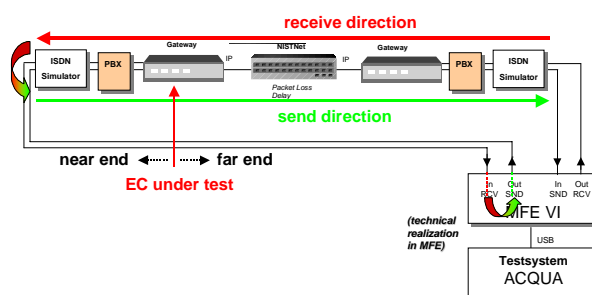 receive direction
Gateway
NISTNet
Gateway
ISDN
Simulator
PBX
IP
IP
PBX
ISDN
Simulator
Packet Loss
Delay
send direction
near end
far end
EC under test
In
RCV
Out
SND
In
SND
Out
RCV
MFE VI
(technical
realization
in MFE)
USB
Testsystem
ACQUA